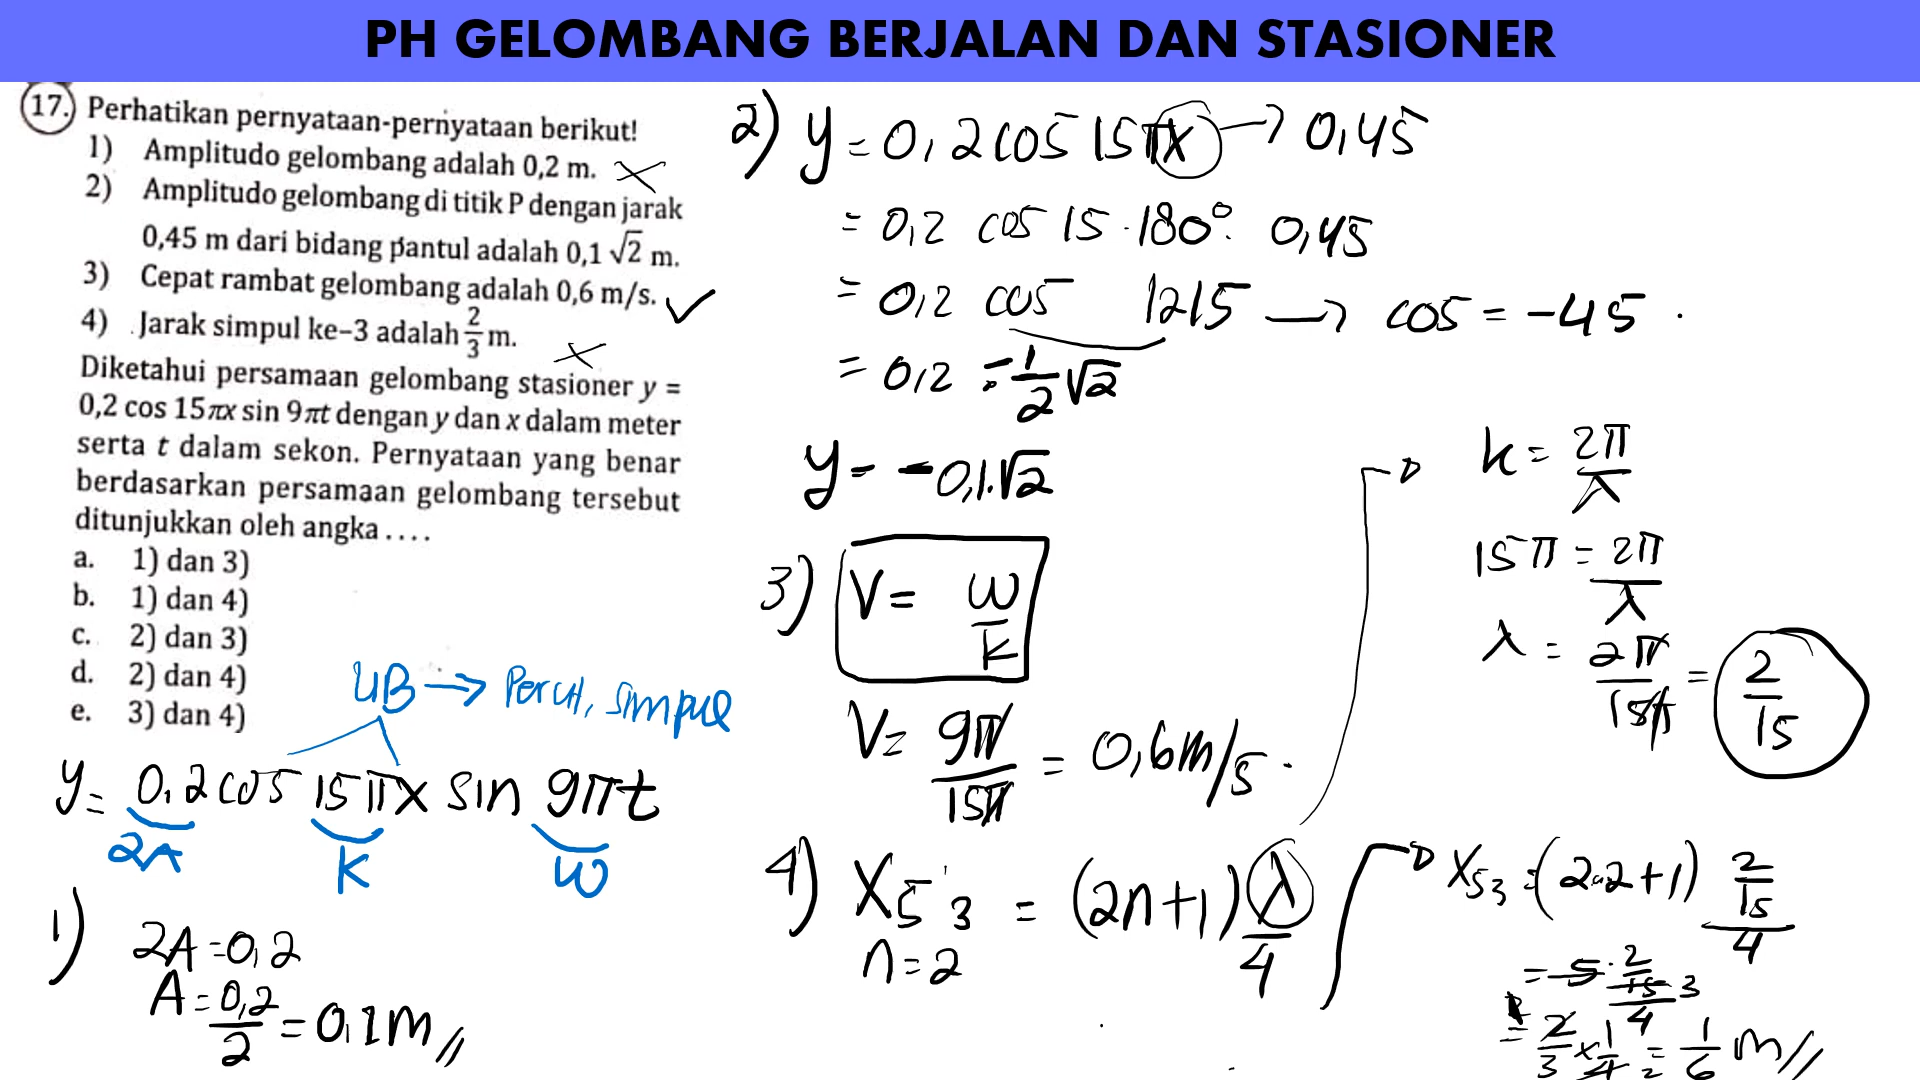 PH GELOMBANG BERJALAN DAN STASIONER
17. Perhatikan pernyataan-pernyataan berikut!
1) Amplitudo gelombang adalah 0,2 m.
2) Amplitudo gelombang di titik P dengan jarak
0,45 m dari bidang pantul adalah 0,1 √2 m.
3) Cepat rambat gelombang adalah 0,6 m/s.
4) Jarak simpul ke-3 adalah 2/3 m.
Diketahui persamaan gelombang stasioner y =
0,2 cos 15πx sin 9πt dengan y dan x dalam meter
serta t dalam sekon. Pernyataan yang benar
berdasarkan persamaan gelombang tersebut
ditunjukkan oleh angka . . . .
a. 1) dan 3)
b. 1) dan 4)
c. 2) dan 3)
d. 2) dan 4)
e. 3) dan 4)
UB → Perut, Simpul
y = 0,2 cos 15πx sin 9πt
2A K ω
1) 2A = 0,2
A = 0,2/2 = 0,1 m //
2) y = 0,2 cos 15πx → 0,45
= 0,2 cos 15 . 180° . 0,45
= 0,2 cos 1215 → cos = -45
= 0,2 . -1/2 √2
y = -0,1.√2
3) V = ω/k
V = 9π/15π = 0,6 m/s
4) XS3 = (2n+1) λ/4
n = 2
k = 2π/λ
15π = 2π/λ
λ = 2π/15π = 2/15
XS3 = (2.2+1) 2/15/4
= 5 . 2/15/4 3
= 2/3 x 1/4 2 = 1/6 m //